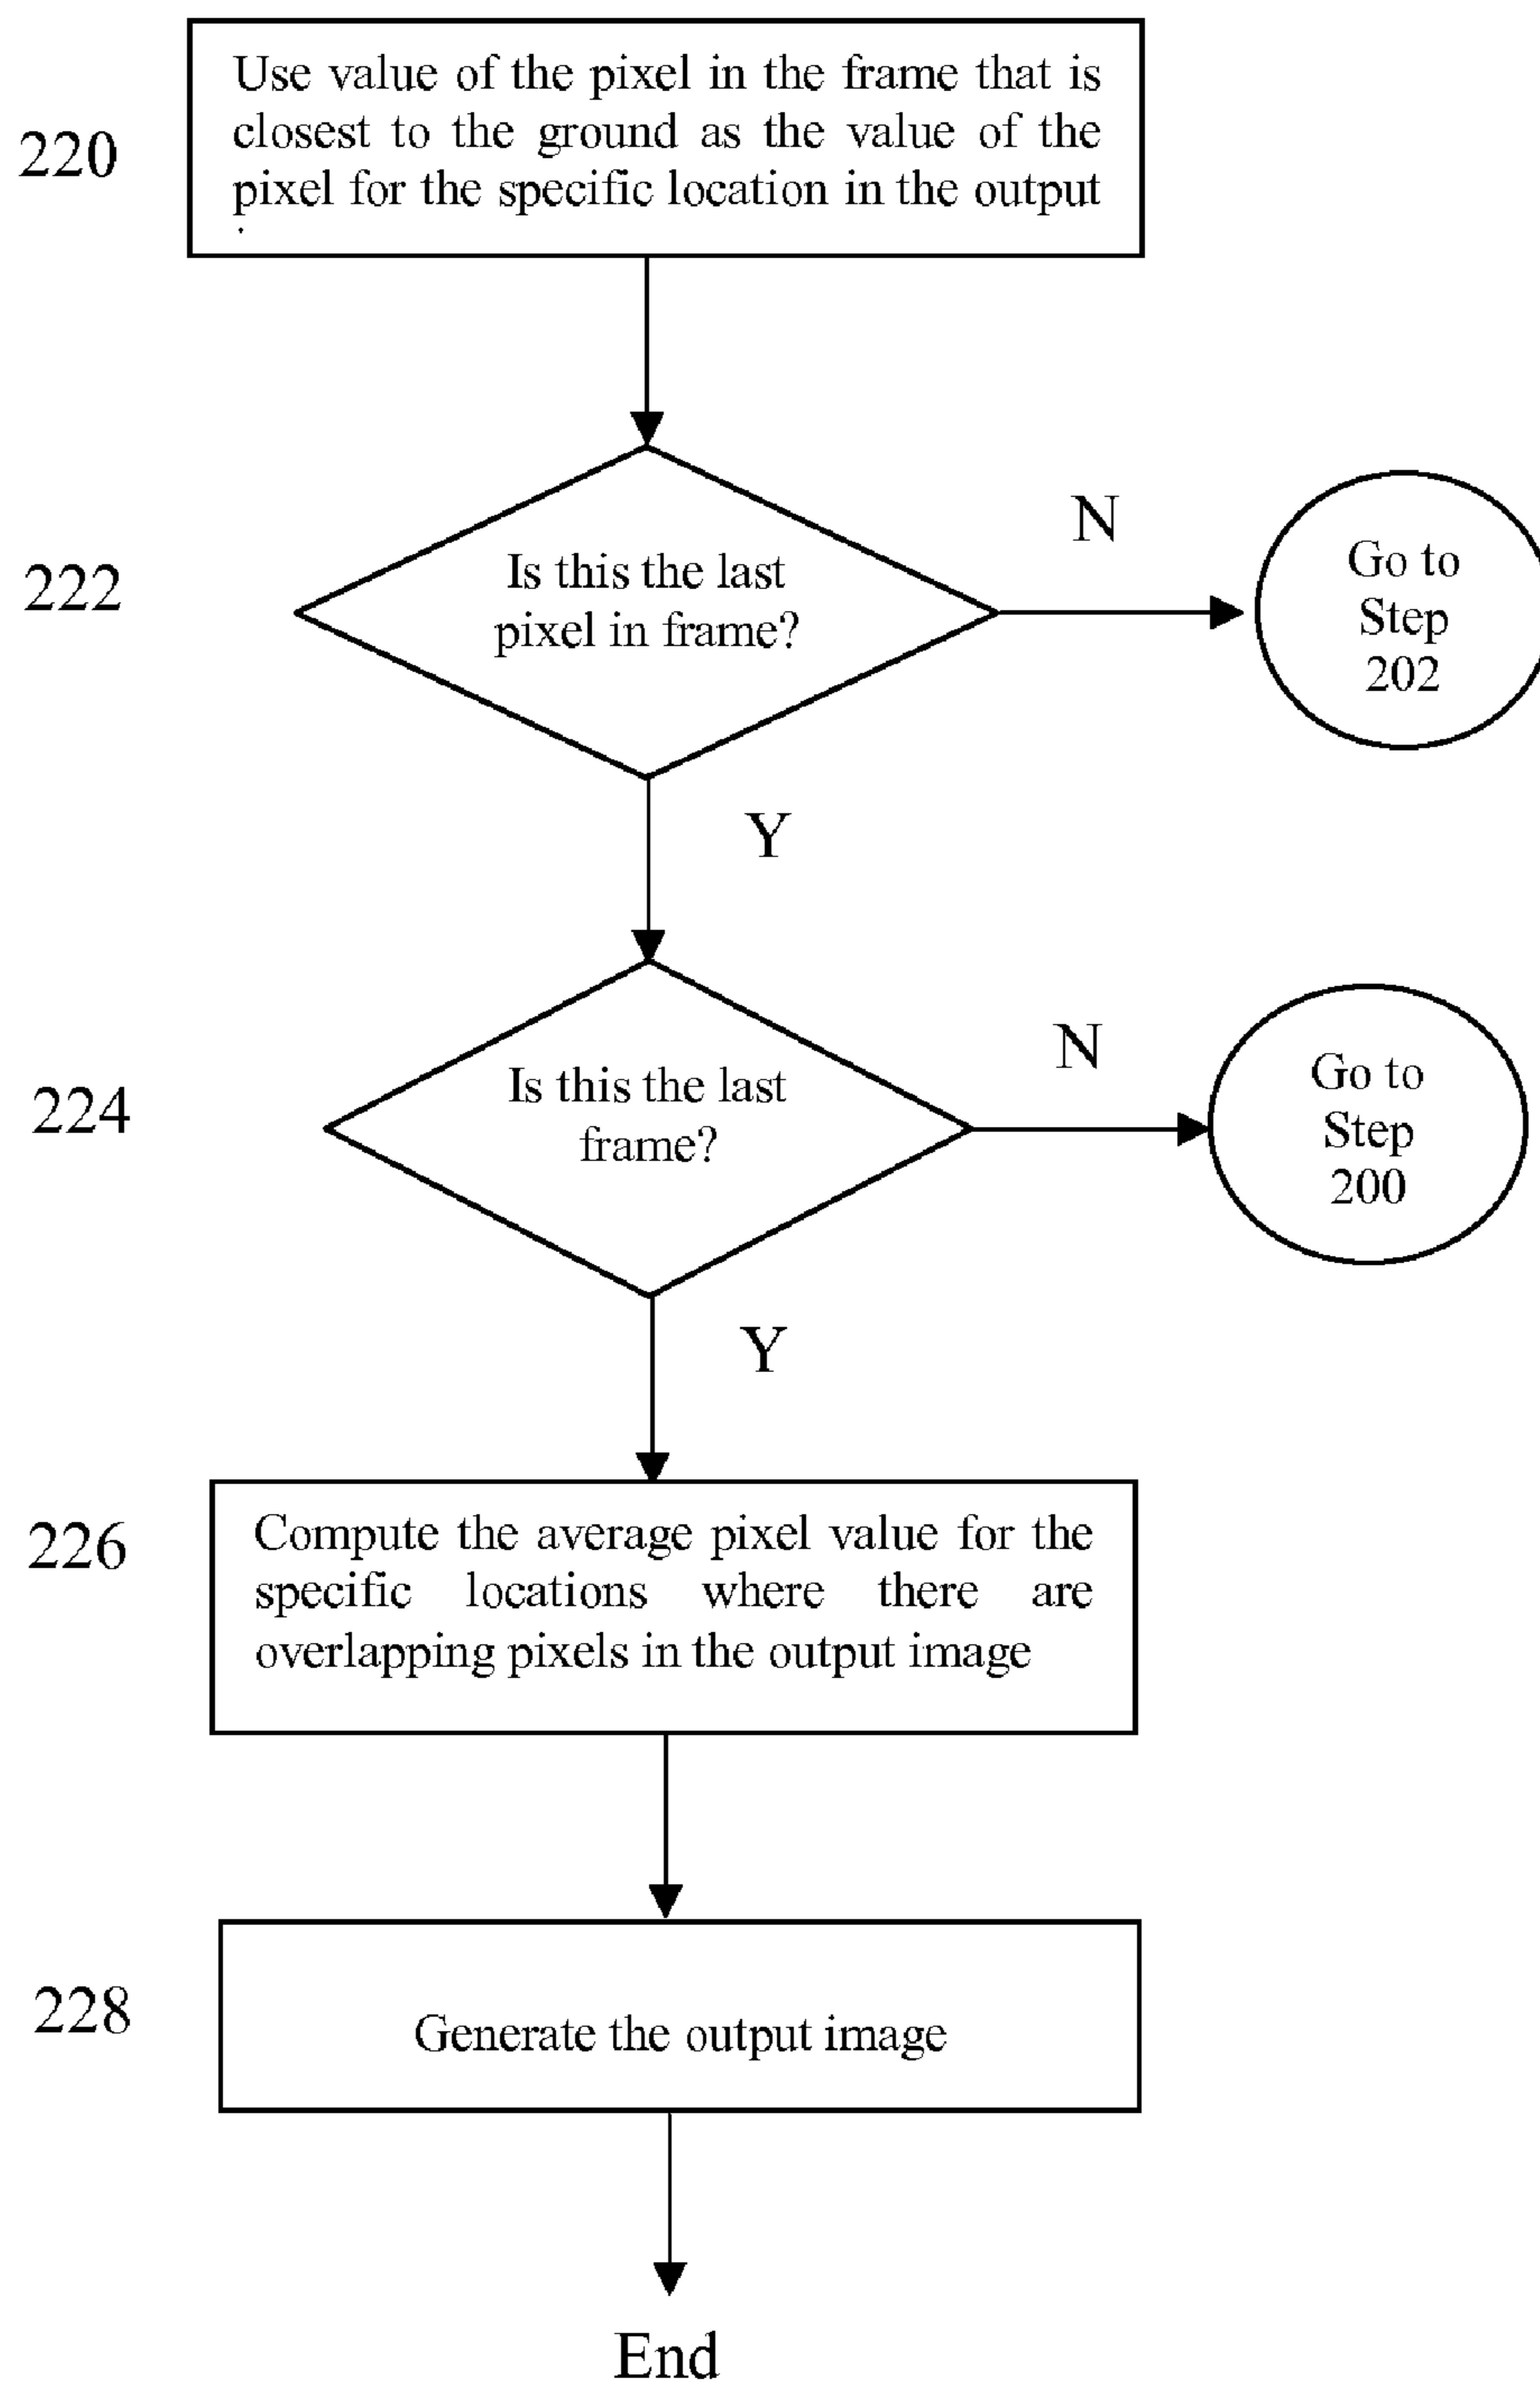 220
Use value of the pixel in the frame that is
closest to the ground as the value of the
pixel for the specific location in the output
222
Is this the last
pixel in frame?
N
Go to
Step
202
Y
224
Is this the last
frame?
N
Go to
Step
200
Y
226
Compute the average pixel value for the
specific locations where there are
overlapping pixels in the output image
228
Generate the output image
End